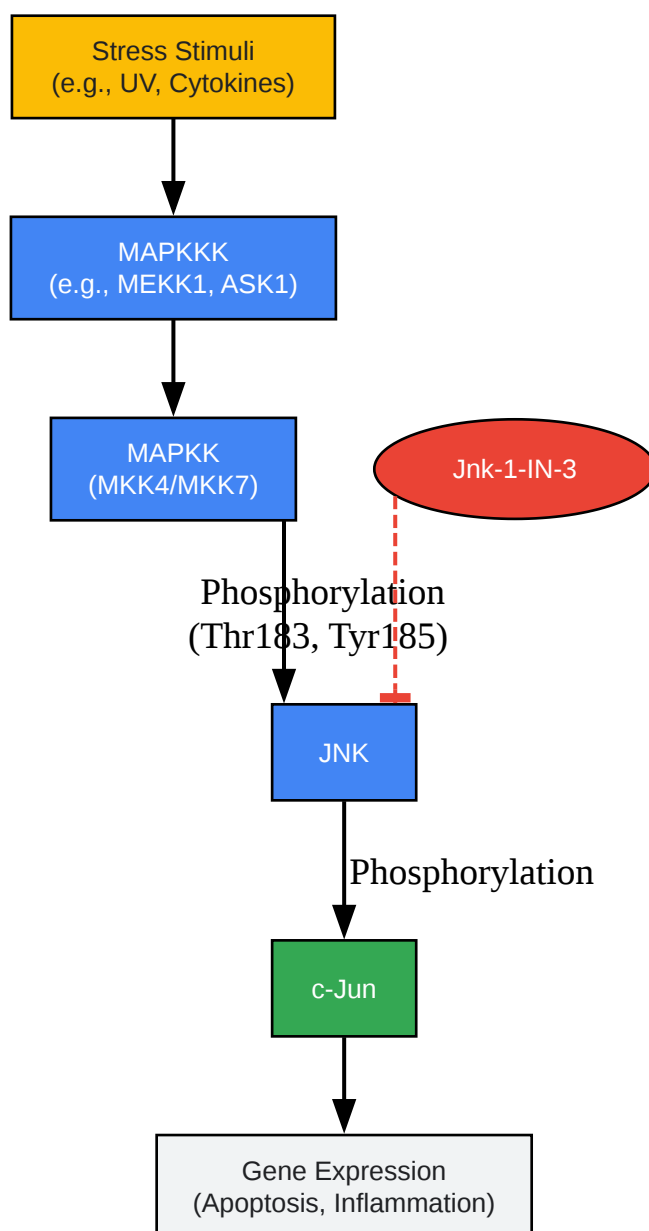 Stress Stimuli
(e.g., UV, Cytokines)
MAPKKK
(e.g., MEKK1, ASK1)
MAPKK
(MKK4/MKK7)
Jnk-1-IN-3
Phosphorylation
(Thr183, Tyr185)
JNK
Phosphorylation
c-Jun
Gene Expression
(Apoptosis, Inflammation)